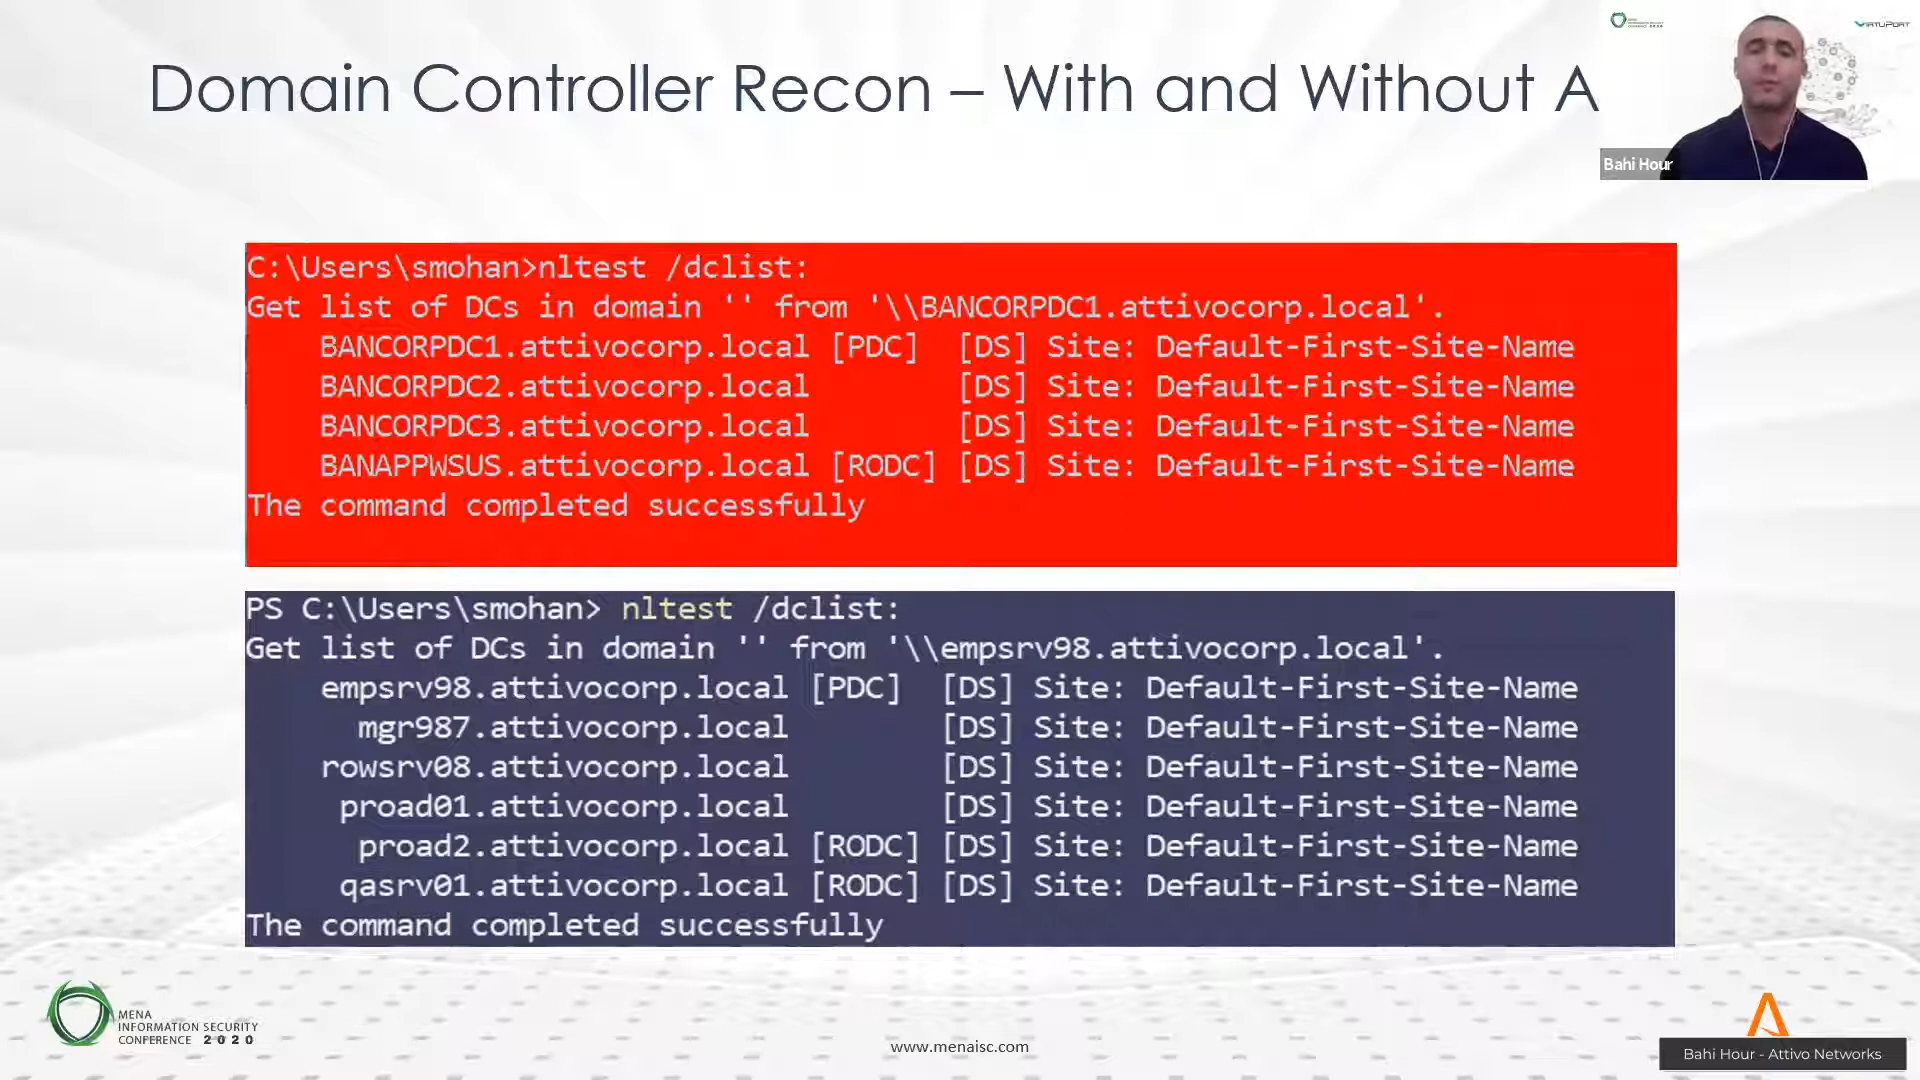 Domain Controller Recon – With and Without A
VIRTUPORT
Bahi Hour
C:\Users\smohan>nltest /dclist:
Get list of DCs in domain '' from '\\BANCORPDC1.attivocorp.local'.
BANCORPDC1.attivocorp.local [PDC] [DS] Site: Default-First-Site-Name
BANCORPDC2.attivocorp.local [DS] Site: Default-First-Site-Name
BANCORPDC3.attivocorp.local [DS] Site: Default-First-Site-Name
BANAPPWSUS.attivocorp.local [RODC] [DS] Site: Default-First-Site-Name
The command completed successfully
PS C:\Users\smohan> nltest /dclist:
Get list of DCs in domain '' from '\\empsrv98.attivocorp.local'.
empsrv98.attivocorp.local [PDC] [DS] Site: Default-First-Site-Name
mgr987.attivocorp.local [DS] Site: Default-First-Site-Name
rowsrv08.attivocorp.local [DS] Site: Default-First-Site-Name
proad01.attivocorp.local [DS] Site: Default-First-Site-Name
proad2.attivocorp.local [RODC] [DS] Site: Default-First-Site-Name
qasrv01.attivocorp.local [RODC] [DS] Site: Default-First-Site-Name
The command completed successfully
MENA
INFORMATION SECURITY
CONFERENCE 2020
www.menaisc.com
Bahi Hour - Attivo Networks